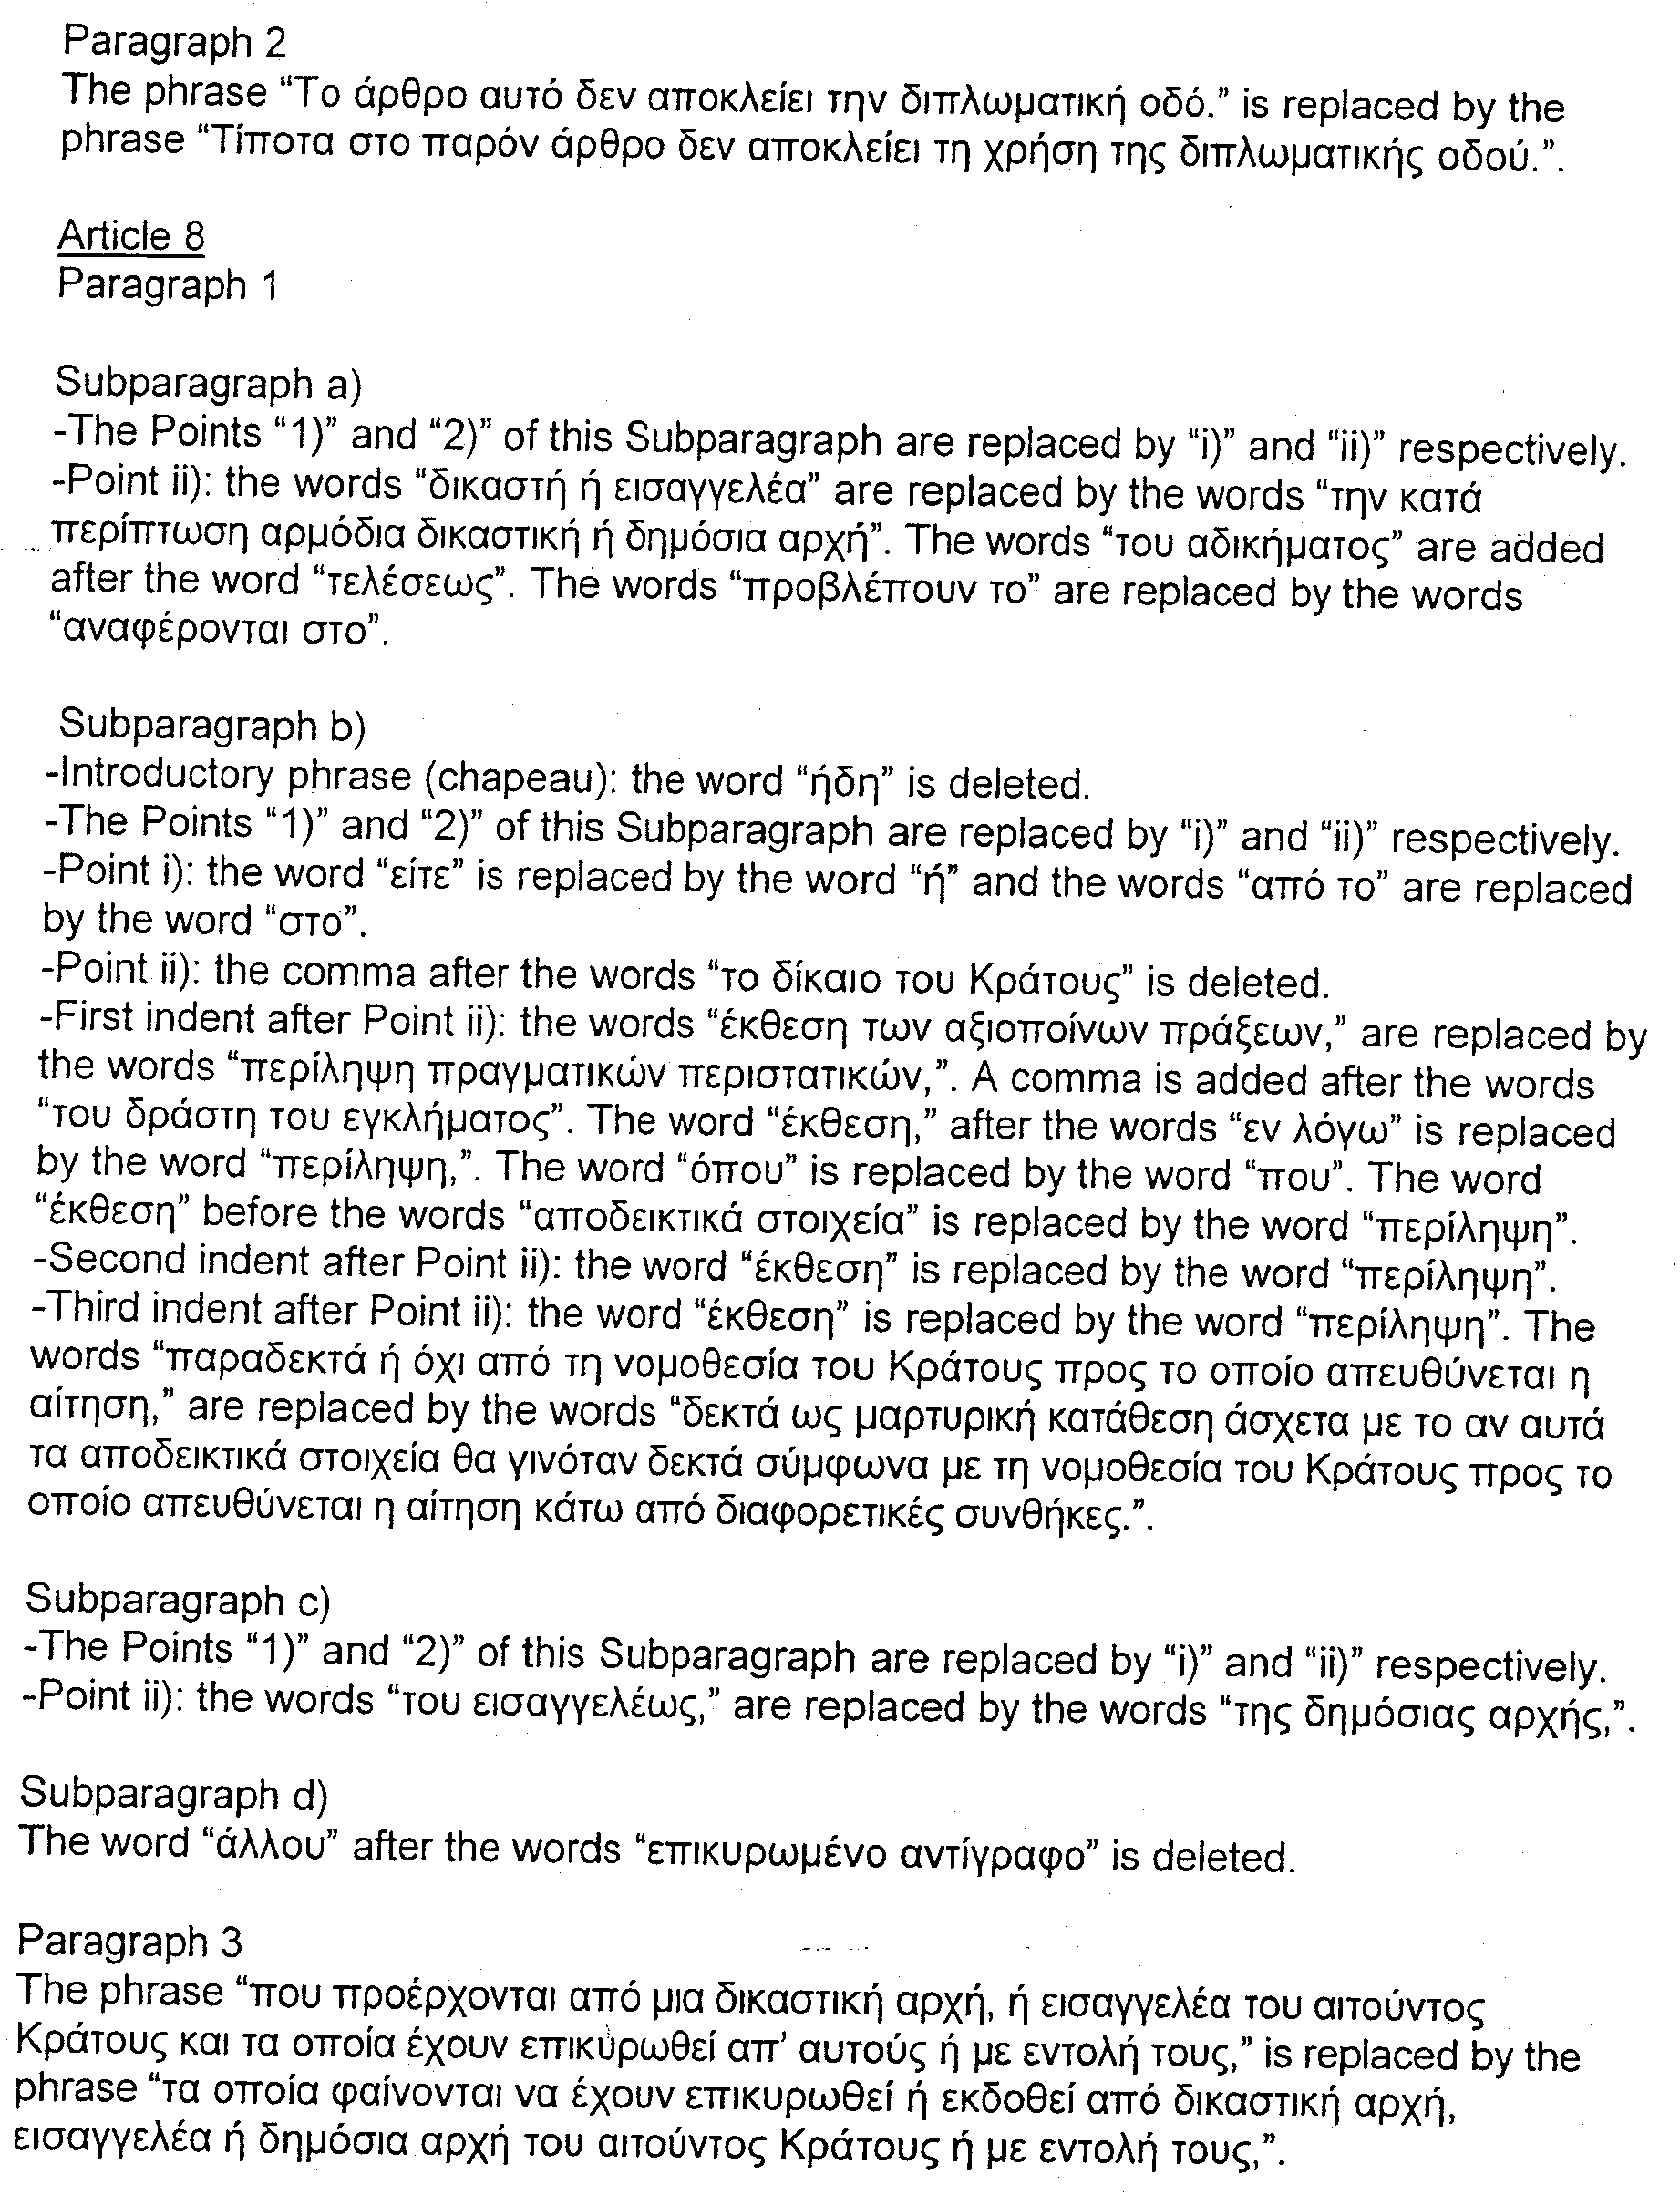 Paragraph 2
The phrase “Το άρθρο αυτό δεν αποκλείει την διπλωματική οδό.” is replaced by the
phrase “Τίποτα στο παρόν άρθρο δεν αποκλείει τη χρήση της διπλωματικής οδού.”.
Article 8
Paragraph 1
Subparagraph a)
-The Points “1)” and “2)” of this Subparagraph are replaced by “i)” and “ii)” respectively.
-Point ii): the words “δικαστή ή εισαγγελέα” are replaced by the words “την κατά
περίπτωση αρμόδια δικαστική ή δημόσια αρχή”. The words “του αδικήματος” are added
after the word “τελέσεως”. The words “προβλέπουν το” are replaced by the words
“αναφέρονται στο”.
Subparagraph b)
-Introductory phrase (chapeau): the word “ήδη” is deleted.
-The Points “1)” and “2)” of this Subparagraph are replaced by “i)” and “ii)” respectively.
-Point i): the word “είτε” is replaced by the word “ή” and the words “από το” are replaced
by the word “στο”.
-Point ii): the comma after the words “το δίκαιο του Κράτους” is deleted.
-First indent after Point ii): the words “έκθεση των αξιοποίνων πράξεων,” are replaced by
the words “περίληψη πραγματικών περιστατικών,”. A comma is added after the words
“του δράστη του εγκλήματος”. The word “έκθεση,” after the words “εν λόγω” is replaced
by the word “περίληψη,”. The word “όπου” is replaced by the word “που”. The word
“έκθεση” before the words “αποδεικτικά στοιχεία” is replaced by the word “περίληψη”.
-Second indent after Point ii): the word “έκθεση” is replaced by the word “περίληψη”.
-Third indent after Point ii): the word “έκθεση” is replaced by the word “περίληψη”. The
words “παραδεκτά ή όχι από τη νομοθεσία του Κράτους προς το οποίο απευθύνεται η
αίτηση,” are replaced by the words “δεκτά ως μαρτυρική κατάθεση άσχετα με το αν αυτά
τα αποδεικτικά στοιχεία θα γινόταν δεκτά σύμφωνα με τη νομοθεσία του Κράτους προς το
οποίο απευθύνεται η αίτηση κάτω από διαφορετικές συνθήκες.”.
Subparagraph c)
-The Points “1)” and “2)” of this Subparagraph are replaced by “i)” and “ii)” respectively.
-Point ii): the words “του εισαγγελέως,” are replaced by the words “της δημόσιας αρχής,”.
Subparagraph d)
The word “άλλου” after the words “επικυρωμένο αντίγραφο” is deleted.
Paragraph 3
The phrase “που προέρχονται από μια δικαστική αρχή, ή εισαγγελέα του αιτούντος
Κράτους και τα οποία έχουν επικυρωθεί απ’ αυτούς ή με εντολή τους,” is replaced by the
phrase “τα οποία φαίνονται να έχουν επικυρωθεί ή εκδοθεί από δικαστική αρχή,
εισαγγελέα ή δημόσια αρχή του αιτούντος Κράτους ή με εντολή τους,”.